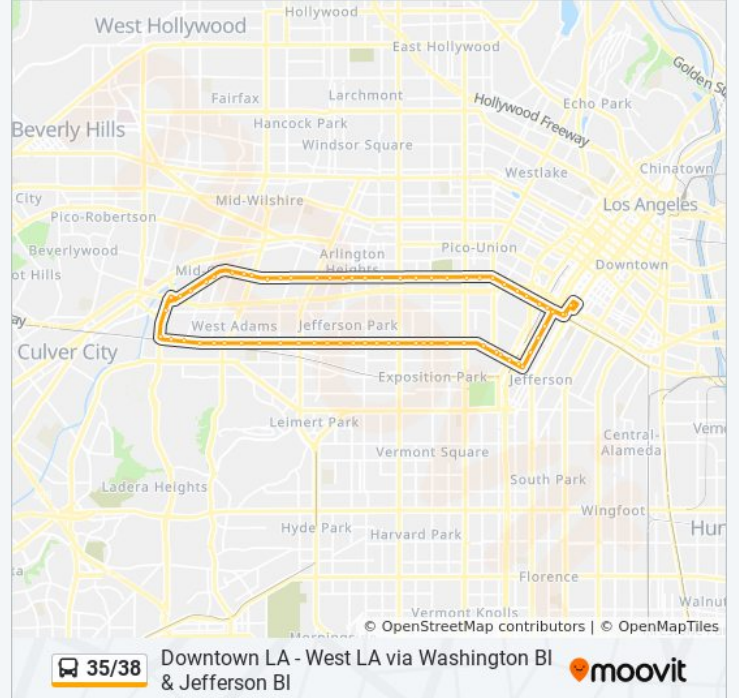 Hollywood
West Hollywood
East Hollywood
Golden S
Fairfax
Larchmont
Hollywood Freeway
Echo Park
Beverly Hills
Hancock Park
Windsor Square
Westlake
Chinatown
City
Mid-Wilshire
Los Angeles
Pico-Robertson
Beverlywood
Arlington
Heights
Pico-Union
Downtown
ot Hills
Mid-
ay
West Adams
Jefferson Park
Culver City
Exposition Park
Jefferson
Leimert Park
Central-
Alameda
Vern
Vermont Square
Ladera Heights
South Park
Wingfoot
Hyde Park
Harvard Park
Hur
ta
Florence
Vermont Knolls
Walnut
Morningside
© OpenStreetMap contributors | © OpenMapTiles
35/38
Downtown LA - West LA via Washington Bl
& Jefferson Bl
moovit